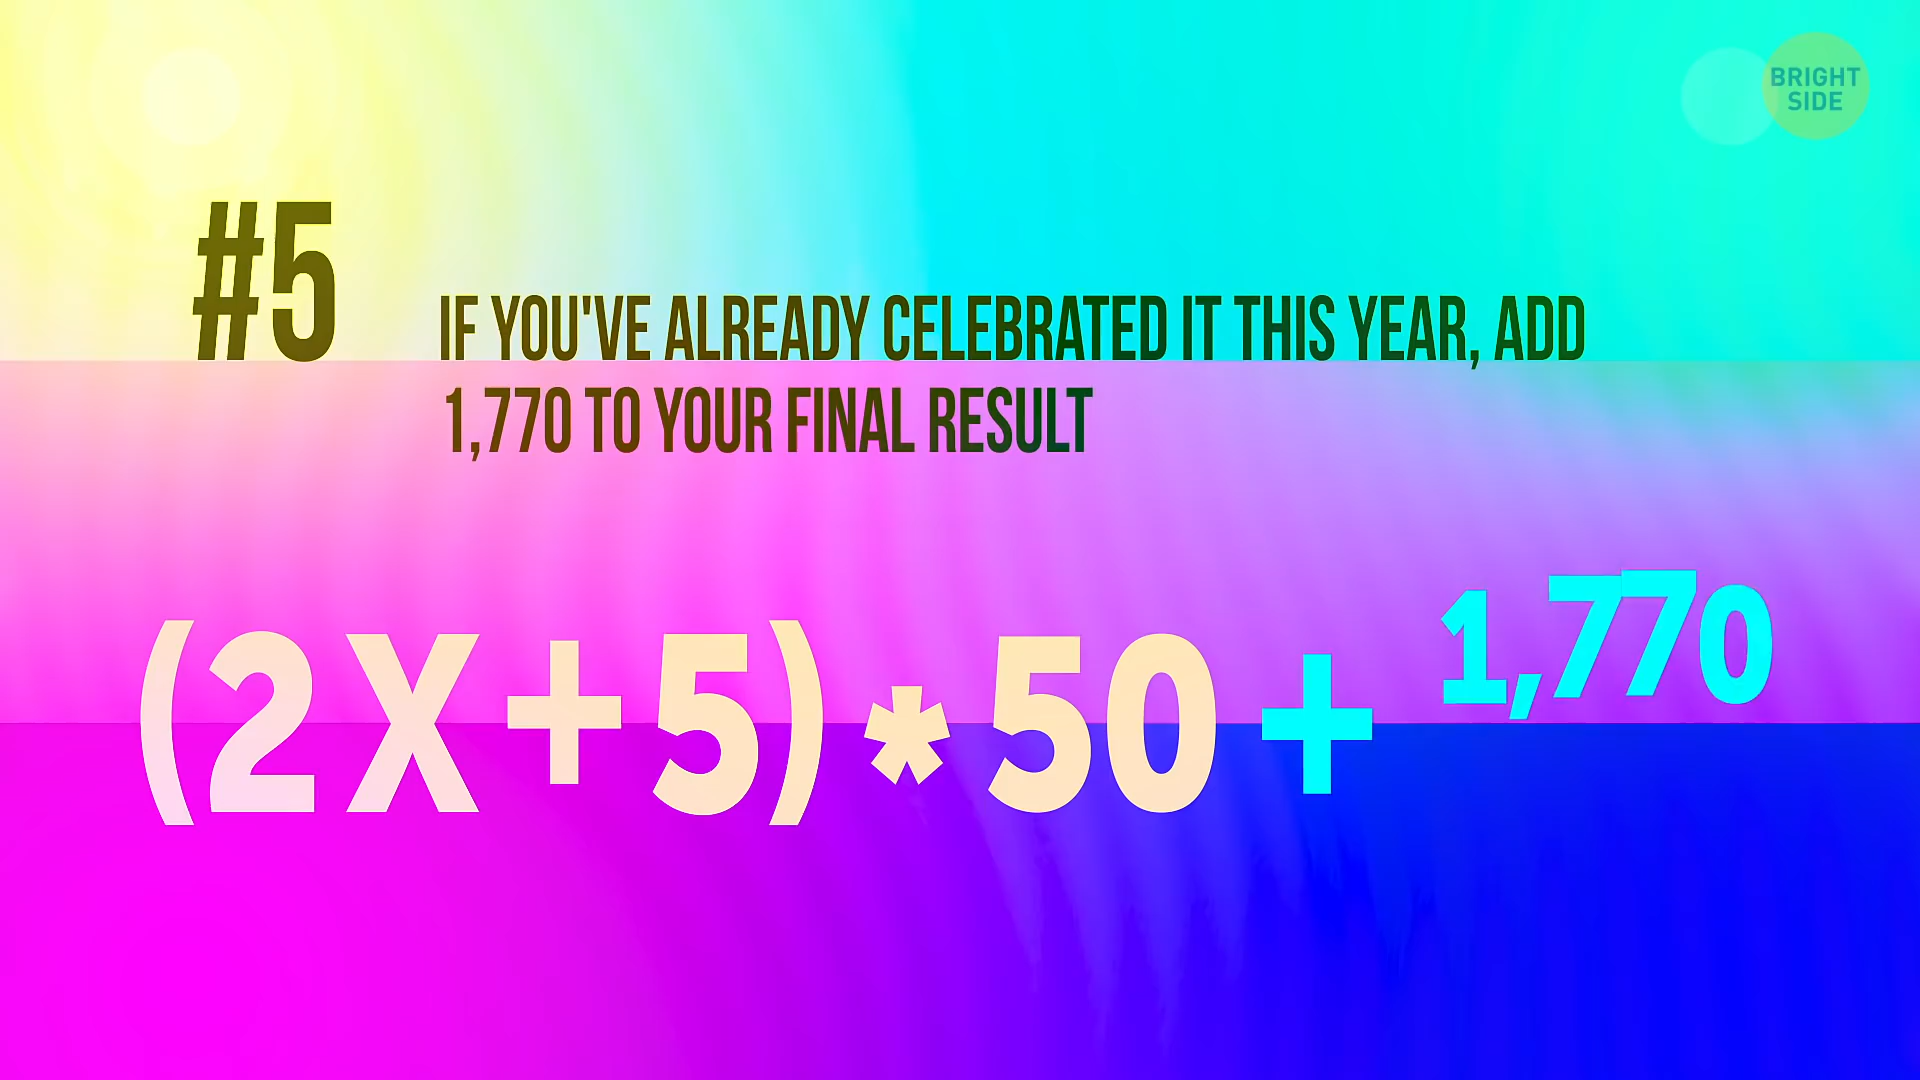 BRIGHT
SIDE
#5
IF YOU'VE ALREADY CELEBRATED IT THIS YEAR, ADD
1,770 TO YOUR FINAL RESULT
(2X+5)*50+1,770